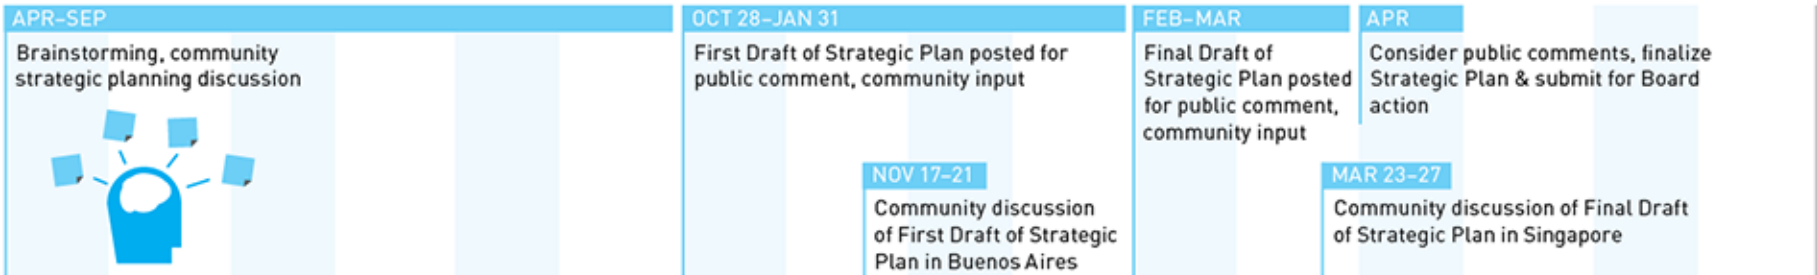 APR–SEP
Brainstorming, community
strategic planning discussion
OCT 28–JAN 31
First Draft of Strategic Plan posted for
public comment, community input
NOV 17–21
Community discussion
of First Draft of Strategic
Plan in Buenos Aires
FEB–MAR
Final Draft of
Strategic Plan posted
for public comment,
community input
APR
Consider public comments, finalize
Strategic Plan & submit for Board
action
MAR 23–27
Community discussion of Final Draft
of Strategic Plan in Singapore